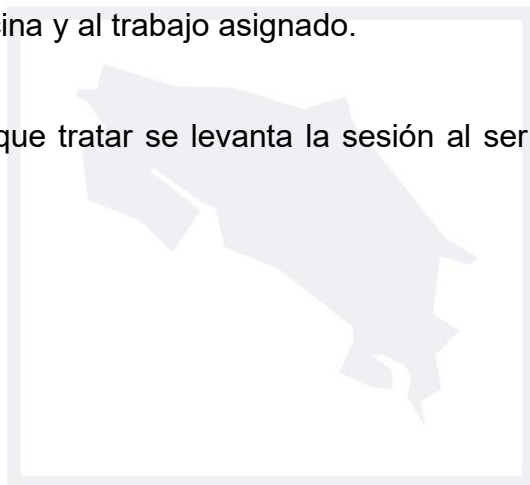 ina y al trabajo asignado.
que tratar se levanta la sesión al ser